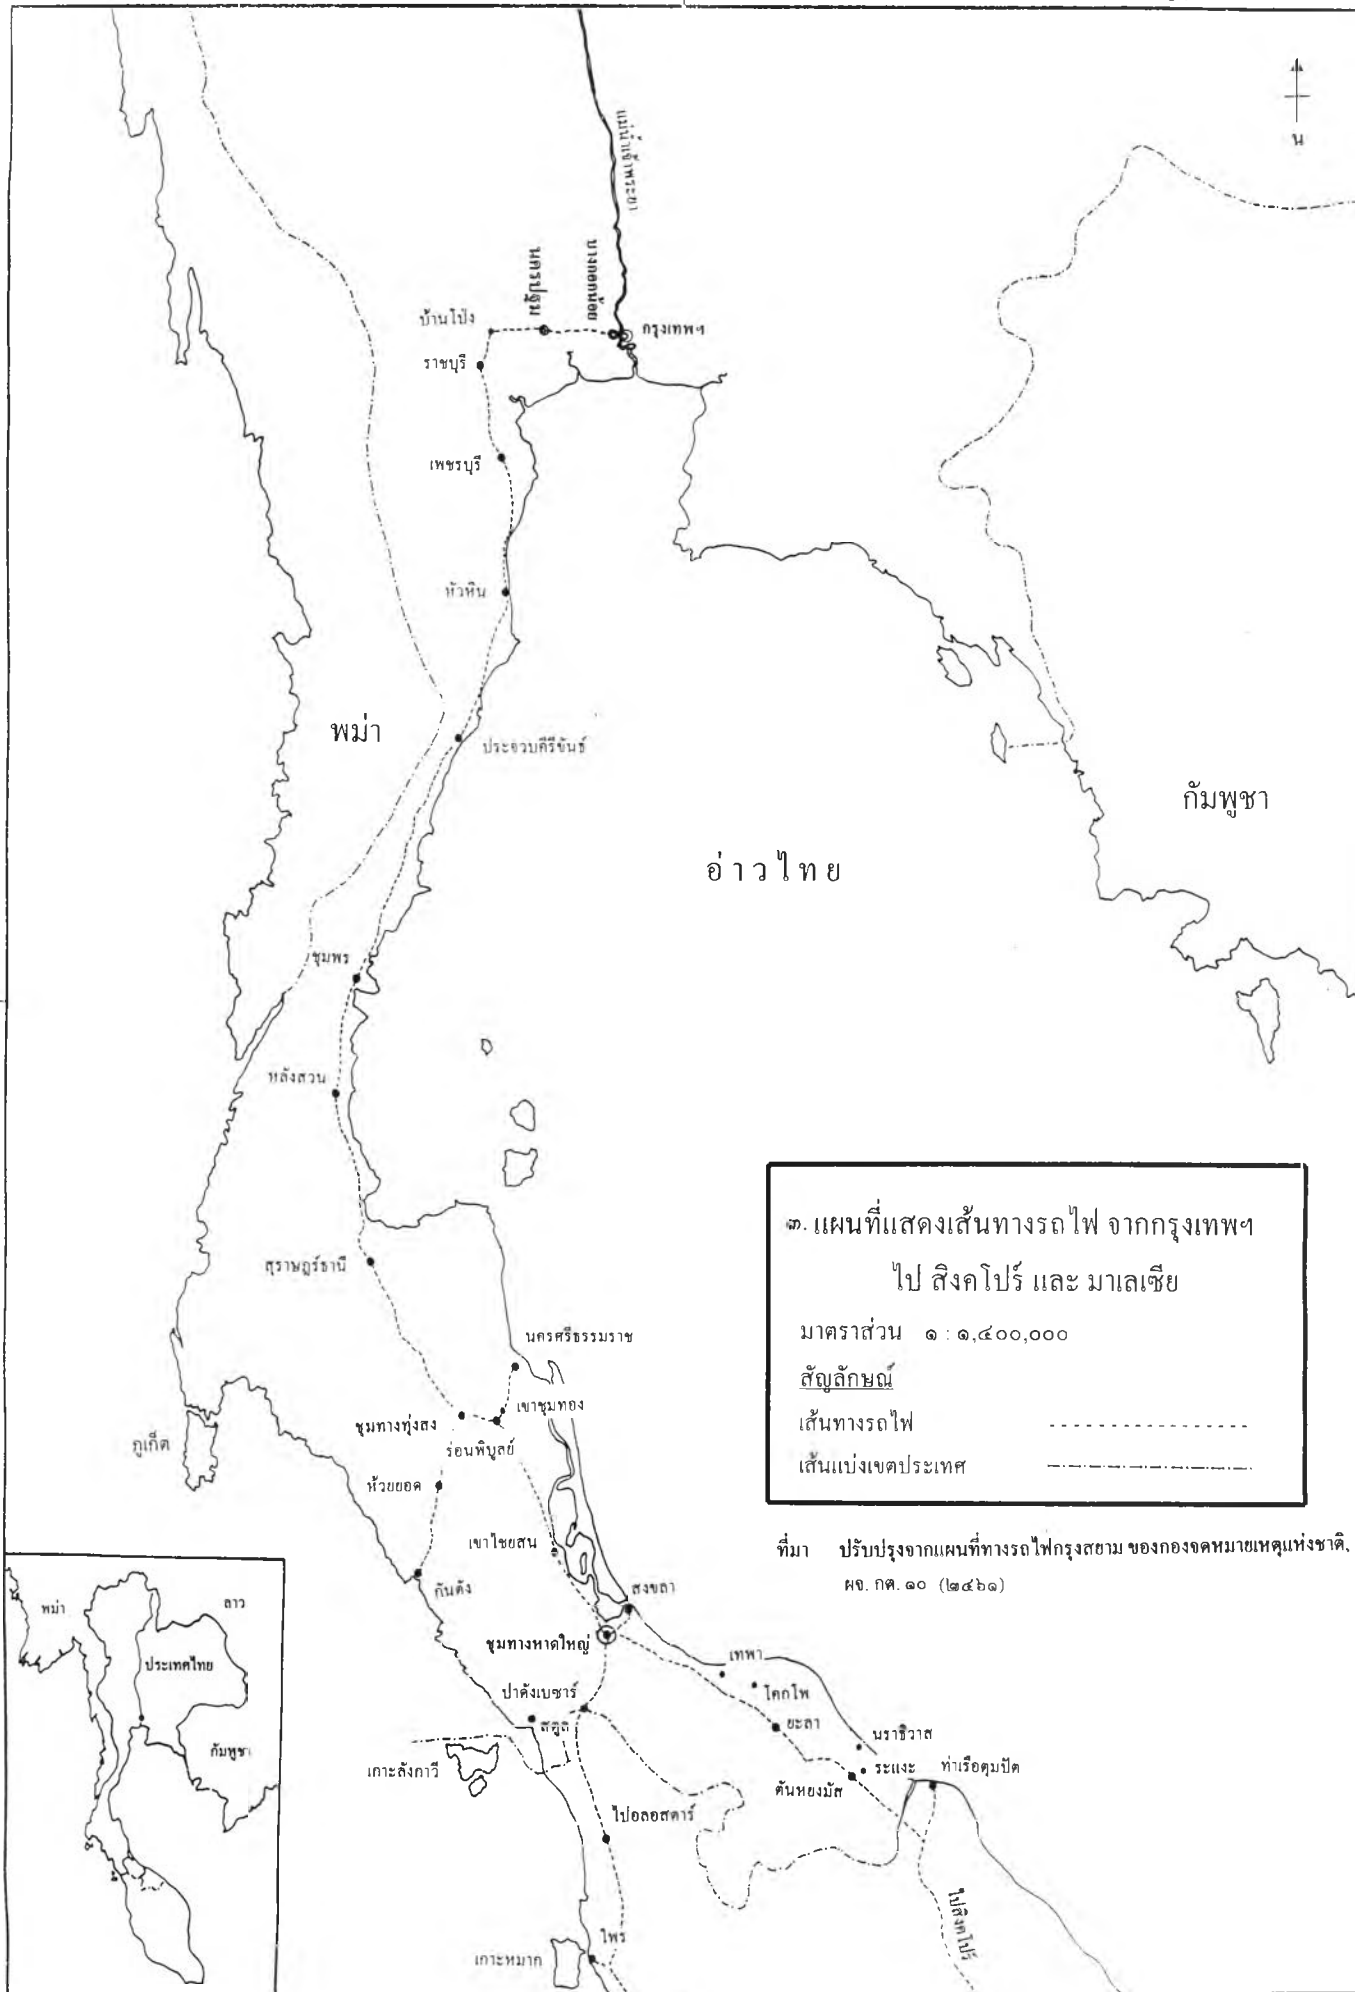 น
แม่น้ำเจ้าพระยา
นครปฐม
บางกอกน้อย
บ้านโป่ง
กรุงเทพฯ
ราชบุรี
เพชรบุรี
หัวหิน
พม่า
ประจวบคีรีขันธ์
กัมพูชา
อ่าวไทย
ชุมพร
หลังสวน
สุราษฎร์ธานี
๓. แผนที่แสดงเส้นทางรถไฟ จากกรุงเทพฯ
ไป สิงคโปร์ และ มาเลเซีย
มาตราส่วน ๑ : ๑,๔๐๐,๐๐๐
สัญลักษณ์
เส้นทางรถไฟ
เส้นแบ่งเขตประเทศ
นครศรีธรรมราช
เขาชุมทอง
ชุมทางทุ่งสง
ร่อนพิบูลย์
ภูเก็ต
ห้วยยอด
เขาไชยสน
กันตัง
ที่มา ปรับปรุงจากแผนที่ทางรถไฟกรุงสยาม ของกองจดหมายเหตุแห่งชาติ,
ผจ. กต. ๑๐ (๒๔๖๑)
สงขลา
ชุมทางหาดใหญ่
เทพา
ปาดังเบซาร์
โคกโพ
สตูล
ยะลา
นราธิวาส
ระแงะ
ท่าเรือตุมปัต
เกาะลังกาวี
ตันหยงมัส
ไปอลอสตาร์
ไปสิงคโปร์
ไพร
เกาะหมาก
พม่า
ลาว
ประเทศไทย
กัมพูชา